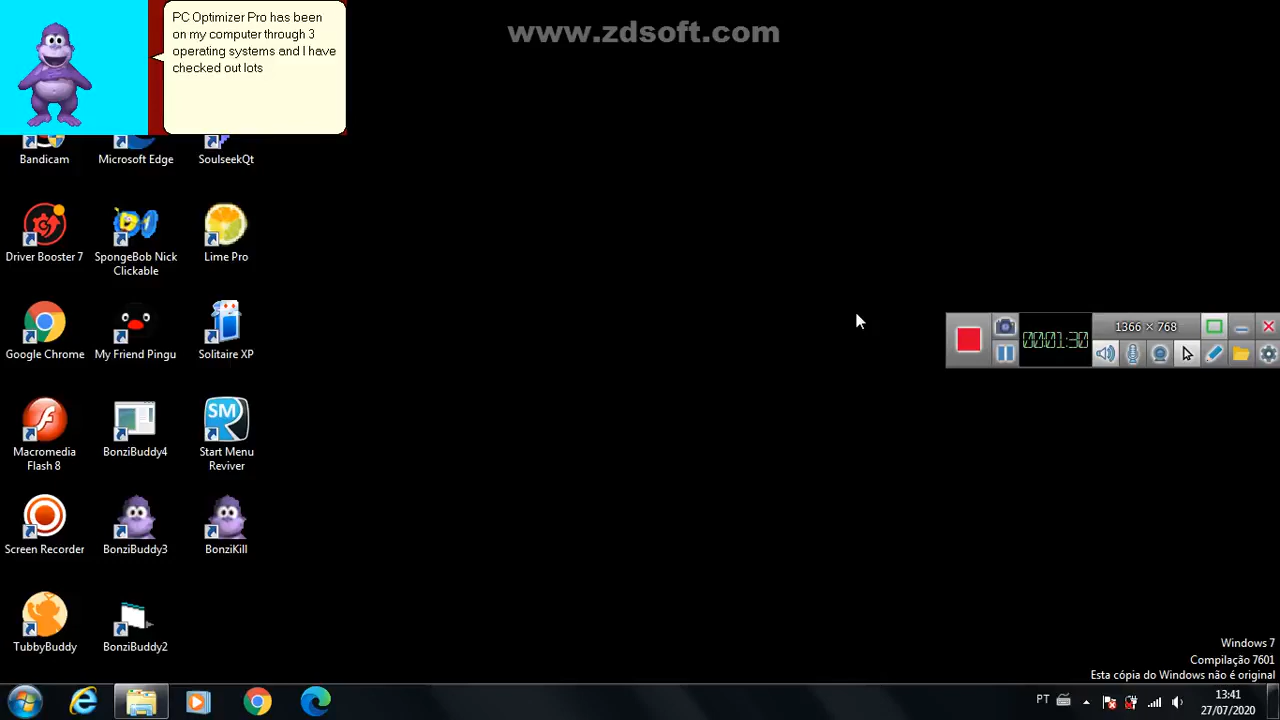 PC Optimizer Pro has been
on my computer through 3
operating systems and I have
checked out lots
www.zdsoft.com
Bandicam
Microsoft Edge
SoulseekQt
Driver Booster 7
SpongeBob Nick
Clickable
Lime Pro
Google Chrome
My Friend Pingu
Solitaire XP
1366 × 768
00:01:30
SM
Macromedia
Flash 8
BonziBuddy4
Start Menu
Reviver
Screen Recorder
BonziBuddy3
BonziKill
TubbyBuddy
BonziBuddy2
Windows 7
Compilação 7601
Esta cópia do Windows não é original
PT
13:41
27/07/2020